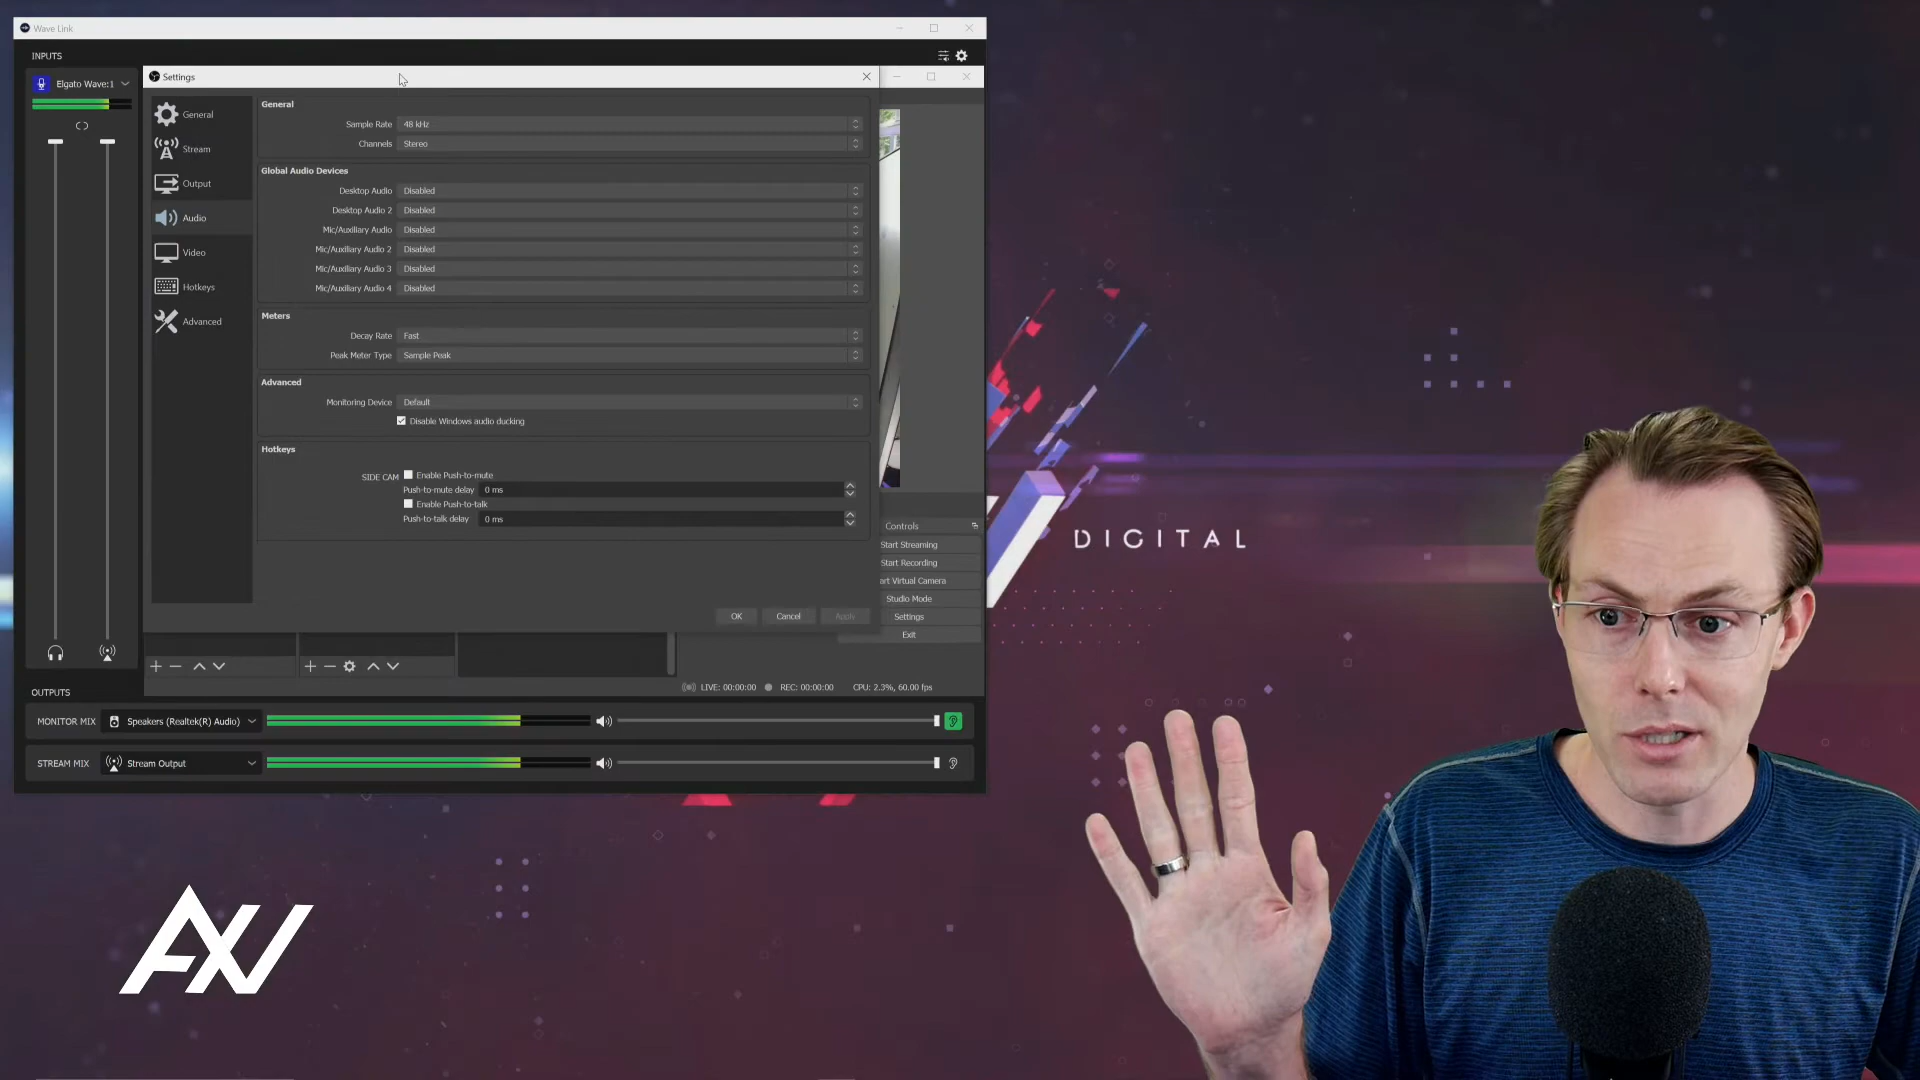 Wave Link
INPUTS
Elgato Wave:1
Settings
General
Stream
Output
Audio
Video
Hotkeys
Advanced
General
Sample Rate 48 kHz
Channels Stereo
Global Audio Devices
Desktop Audio Disabled
Desktop Audio 2 Disabled
Mic/Auxiliary Audio Disabled
Mic/Auxiliary Audio 2 Disabled
Mic/Auxiliary Audio 3 Disabled
Mic/Auxiliary Audio 4 Disabled
Meters
Decay Rate Fast
Peak Meter Type Sample Peak
Advanced
Monitoring Device Default
Disable Windows audio ducking
Hotkeys
SIDE CAM Enable Push-to-mute
Push-to-mute delay 0 ms
Enable Push-to-talk
Push-to-talk delay 0 ms
OK Cancel Apply
Controls
Start Streaming
Start Recording
art Virtual Camera
Studio Mode
Settings
Exit
LIVE: 00:00:00 REC: 00:00:00 CPU: 2.3%, 60.00 fps
OUTPUTS
MONITOR MIX Speakers (Realtek(R) Audio)
STREAM MIX Stream Output
DIGITAL